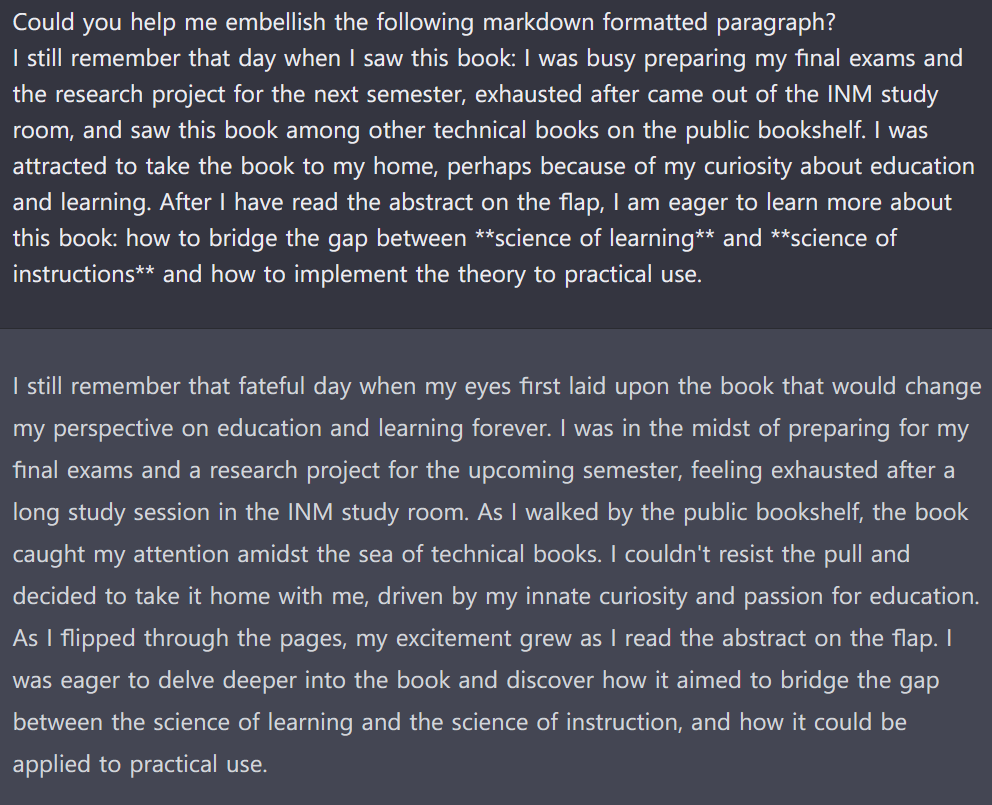 Could you help me embellish the following markdown formatted paragraph?
I still remember that day when I saw this book: I was busy preparing my final exams and
the research project for the next semester, exhausted after came out of the INM study
room, and saw this book among other technical books on the public bookshelf. I was
attracted to take the book to my home, perhaps because of my curiosity about education
and learning. After I have read the abstract on the flap, I am eager to learn more about
this book: how to bridge the gap between **science of learning** and **science of
instructions** and how to implement the theory to practical use.
I still remember that fateful day when my eyes first laid upon the book that would change
my perspective on education and learning forever. I was in the midst of preparing for my
final exams and a research project for the upcoming semester, feeling exhausted after a
long study session in the INM study room. As I walked by the public bookshelf, the book
caught my attention amidst the sea of technical books. I couldn't resist the pull and
decided to take it home with me, driven by my innate curiosity and passion for education.
As I flipped through the pages, my excitement grew as I read the abstract on the flap. I
was eager to delve deeper into the book and discover how it aimed to bridge the gap
between the science of learning and the science of instruction, and how it could be
applied to practical use.